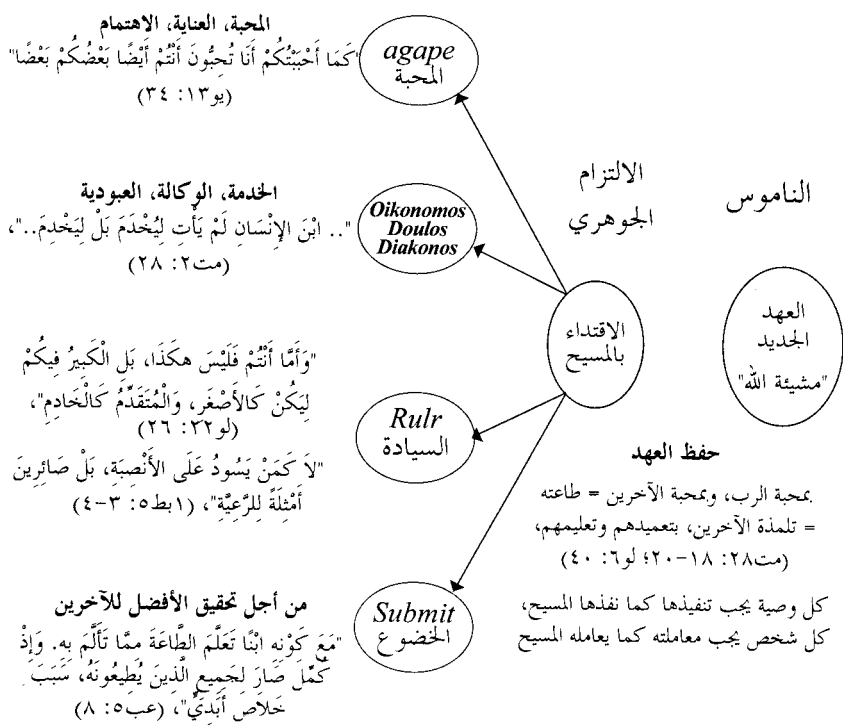 الناموس
العهد
الجديد
"مشيئة الله"
الالتزام
الجوهري
الاقتداء
بالمسيح
حفظ العهد
بمحبة الرب، وبمحبة الآخرين = طاعته
= تلمذة الآخرين، بتعميدهم وتعليمهم،
(مت٢٨: ١٨-٢٠؛ لو٦: ٤٠)
كل وصية يجب تنفيذها كما نفذها المسيح،
كل شخص يجب معاملته كما يعامله المسيح
agape
المحبة
المحبة، العناية، الاهتمام
"كَمَا أَحْبَبْتُكُمْ أَنَا تُحِبُّونَ أَنْتُمْ أَيْضًا بَعْضُكُمْ بَعْضًا"
(يو١٣: ٣٤)
Oikonomos
Doulos
Diakonos
الخدمة، الوكالة، العبودية
".. ابْنَ الإِنْسَانِ لَمْ يَأْتِ لِيُخْدَمَ بَلْ لِيَخْدِمَ.."،
(مت٢: ٢٨)
Rulr
السيادة
"وَأَمَّا أَنْتُمْ فَلَيْسَ هكَذَا، بَلِ الْكَبِيرُ فِيكُمْ
لِيَكُنْ كَالأَصْغَرِ، وَالْمُتَقَدِّمُ كَالْخَادِمِ"،
(لو٢٢: ٢٦)
"لاَ كَمَنْ يَسُودُ عَلَى الأَنْصِبَةِ، بَلْ صَائِرِينَ
أَمْثِلَةً لِلرَّعِيَّةِ"، (١بط٥: ٣-٤)
Submit
الخضوع
من أجل تحقيق الأفضل للآخرين
"مَعَ كَوْنِهِ ابْنًا تَعَلَّمَ الطَّاعَةَ مِمَّا تَأَلَّمَ بِهِ. وَإِذْ
كُمِّلَ صَارَ لِجَمِيعِ الَّذِينَ يُطِيعُونَهُ، سَبَبَ
خَلاَصٍ أَبَدِيٍّ"، (عب٥: ٨)